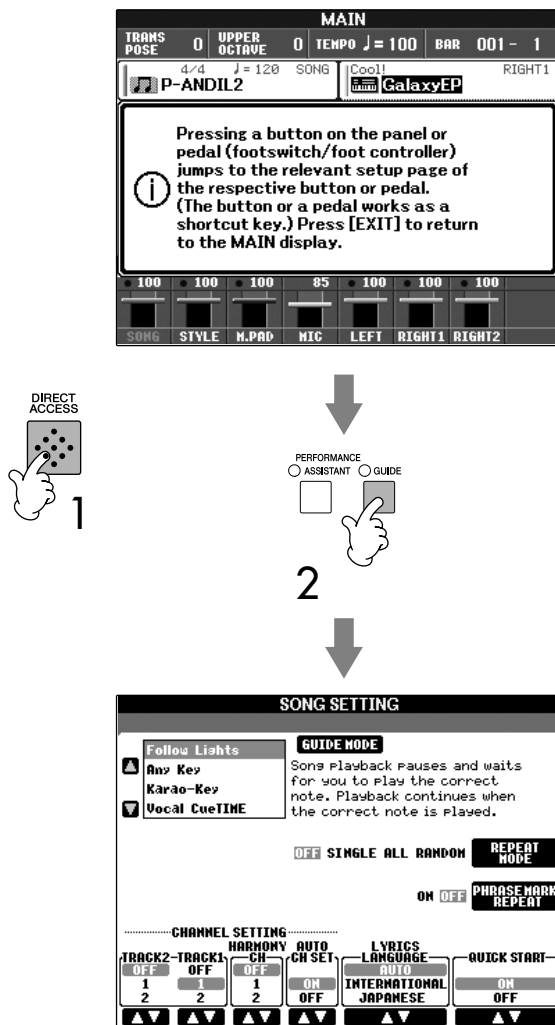 MAIN
TRANS POSE 0 UPPER OCTAVE 0 TEMPO ♩= 100 BAR 001 - 1
4/4 ♩= 120 SONG
P-ANDIL2
Cool! RIGHT1
GalaxyEP
Pressing a button on the panel or
pedal (footswitch/foot controller)
jumps to the relevant setup page of
the respective button or pedal.
(The button or a pedal works as a
shortcut key.) Press [EXIT] to return
to the MAIN display.
100 100 100 85 100 100 100
SONG STYLE M.PAD MIC LEFT RIGHT1 RIGHT2
DIRECT
ACCESS
1
PERFORMANCE
ASSISTANT GUIDE
2
SONG SETTING
Follow Lights
Any Key
Karao-Key
Vocal CueTIME
GUIDE MODE
Song playback pauses and waits
for you to play the correct
note. Playback continues when
the correct note is played.
OFF SINGLE ALL RANDOM REPEAT MODE
ON OFF PHRASE MARK REPEAT
CHANNEL SETTING
TRACK2 TRACK1 HARMONY CH AUTO CH SET LYRICS LANGUAGE QUICK START
OFF OFF OFF AUTO
1 1 1 ON INTERNATIONAL ON
2 2 2 OFF JAPANESE OFF